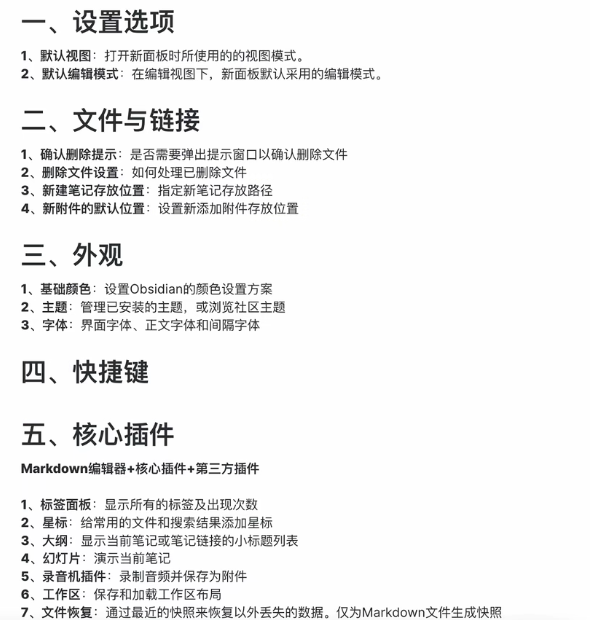 一、设置选项
1、默认视图：打开新面板时所使用的的视图模式。
2、默认编辑模式：在编辑视图下，新面板默认采用的编辑模式。
二、文件与链接
1、确认删除提示：是否需要弹出提示窗口以确认删除文件
2、删除文件设置：如何处理已删除文件
3、新建笔记存放位置：指定新笔记存放路径
4、新附件的默认位置：设置新添加附件存放位置
三、外观
1、基础颜色：设置Obsidian的颜色设置方案
2、主题：管理已安装的主题，或浏览社区主题
3、字体：界面字体、正文字体和间隔字体
四、快捷键
五、核心插件
Markdown编辑器+核心插件+第三方插件
1、标签面板：显示所有的标签及出现次数
2、星标：给常用的文件和搜索结果添加星标
3、大纲：显示当前笔记或笔记链接的小标题列表
4、幻灯片：演示当前笔记
5、录音机插件：录制音频并保存为附件
6、工作区：保存和加载工作区布局
7、文件恢复：通过最近的快照来恢复以外丢失的数据。仅为Markdown文件生成快照